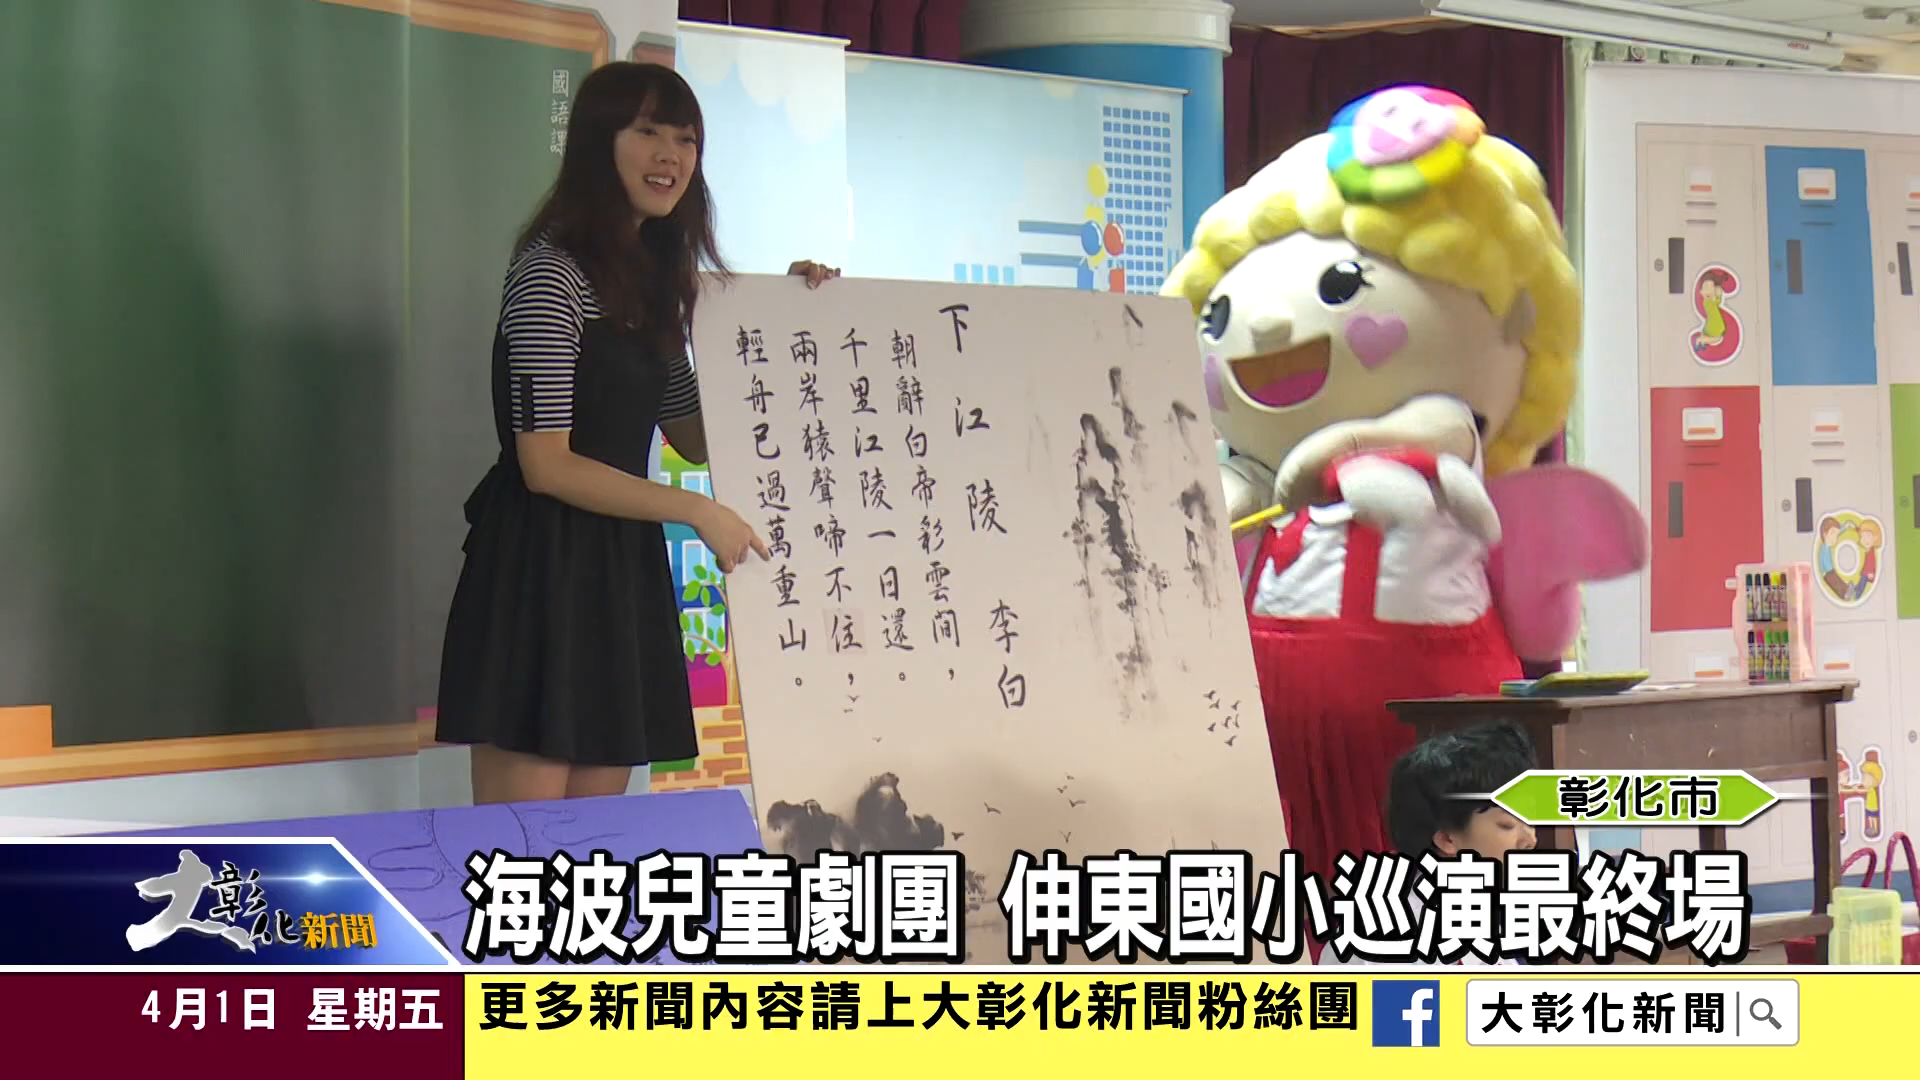 國語課
下江陵
李白
朝辭白帝彩雲間，
千里江陵一日還。
兩岸猿聲啼不住，
輕舟已過萬重山。
S
O
彰化市
大彰化新聞
海波兒童劇團 伸東國小巡演最終場
4月1日 星期五
更多新聞內容請上大彰化新聞粉絲團
f
大彰化新聞